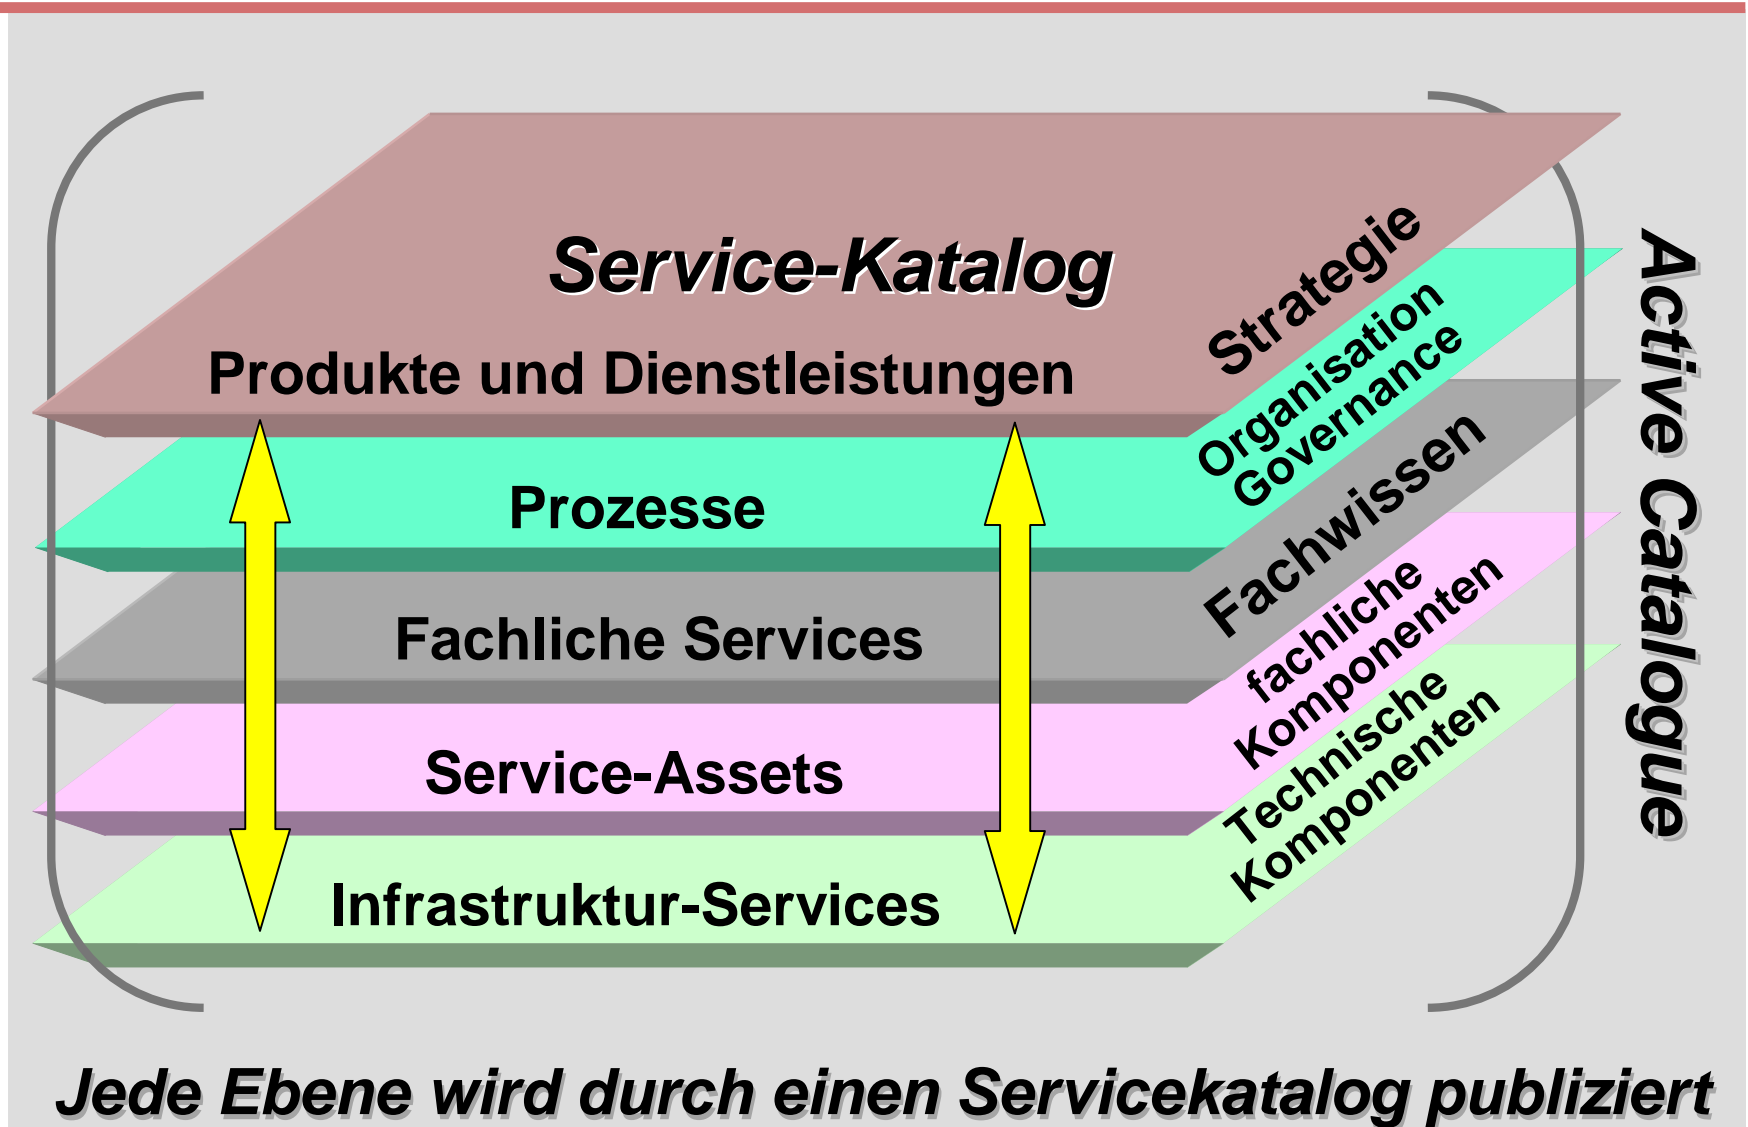 Service-Katalog
Strategie
Produkte und Dienstleistungen
Organisation
Governance
Prozesse
Fachwissen
Fachliche Services
fachliche
Komponenten
Service-Assets
Technische
Komponenten
Infrastruktur-Services
Active Catalogue
Jede Ebene wird durch einen Servicekatalog publiziert